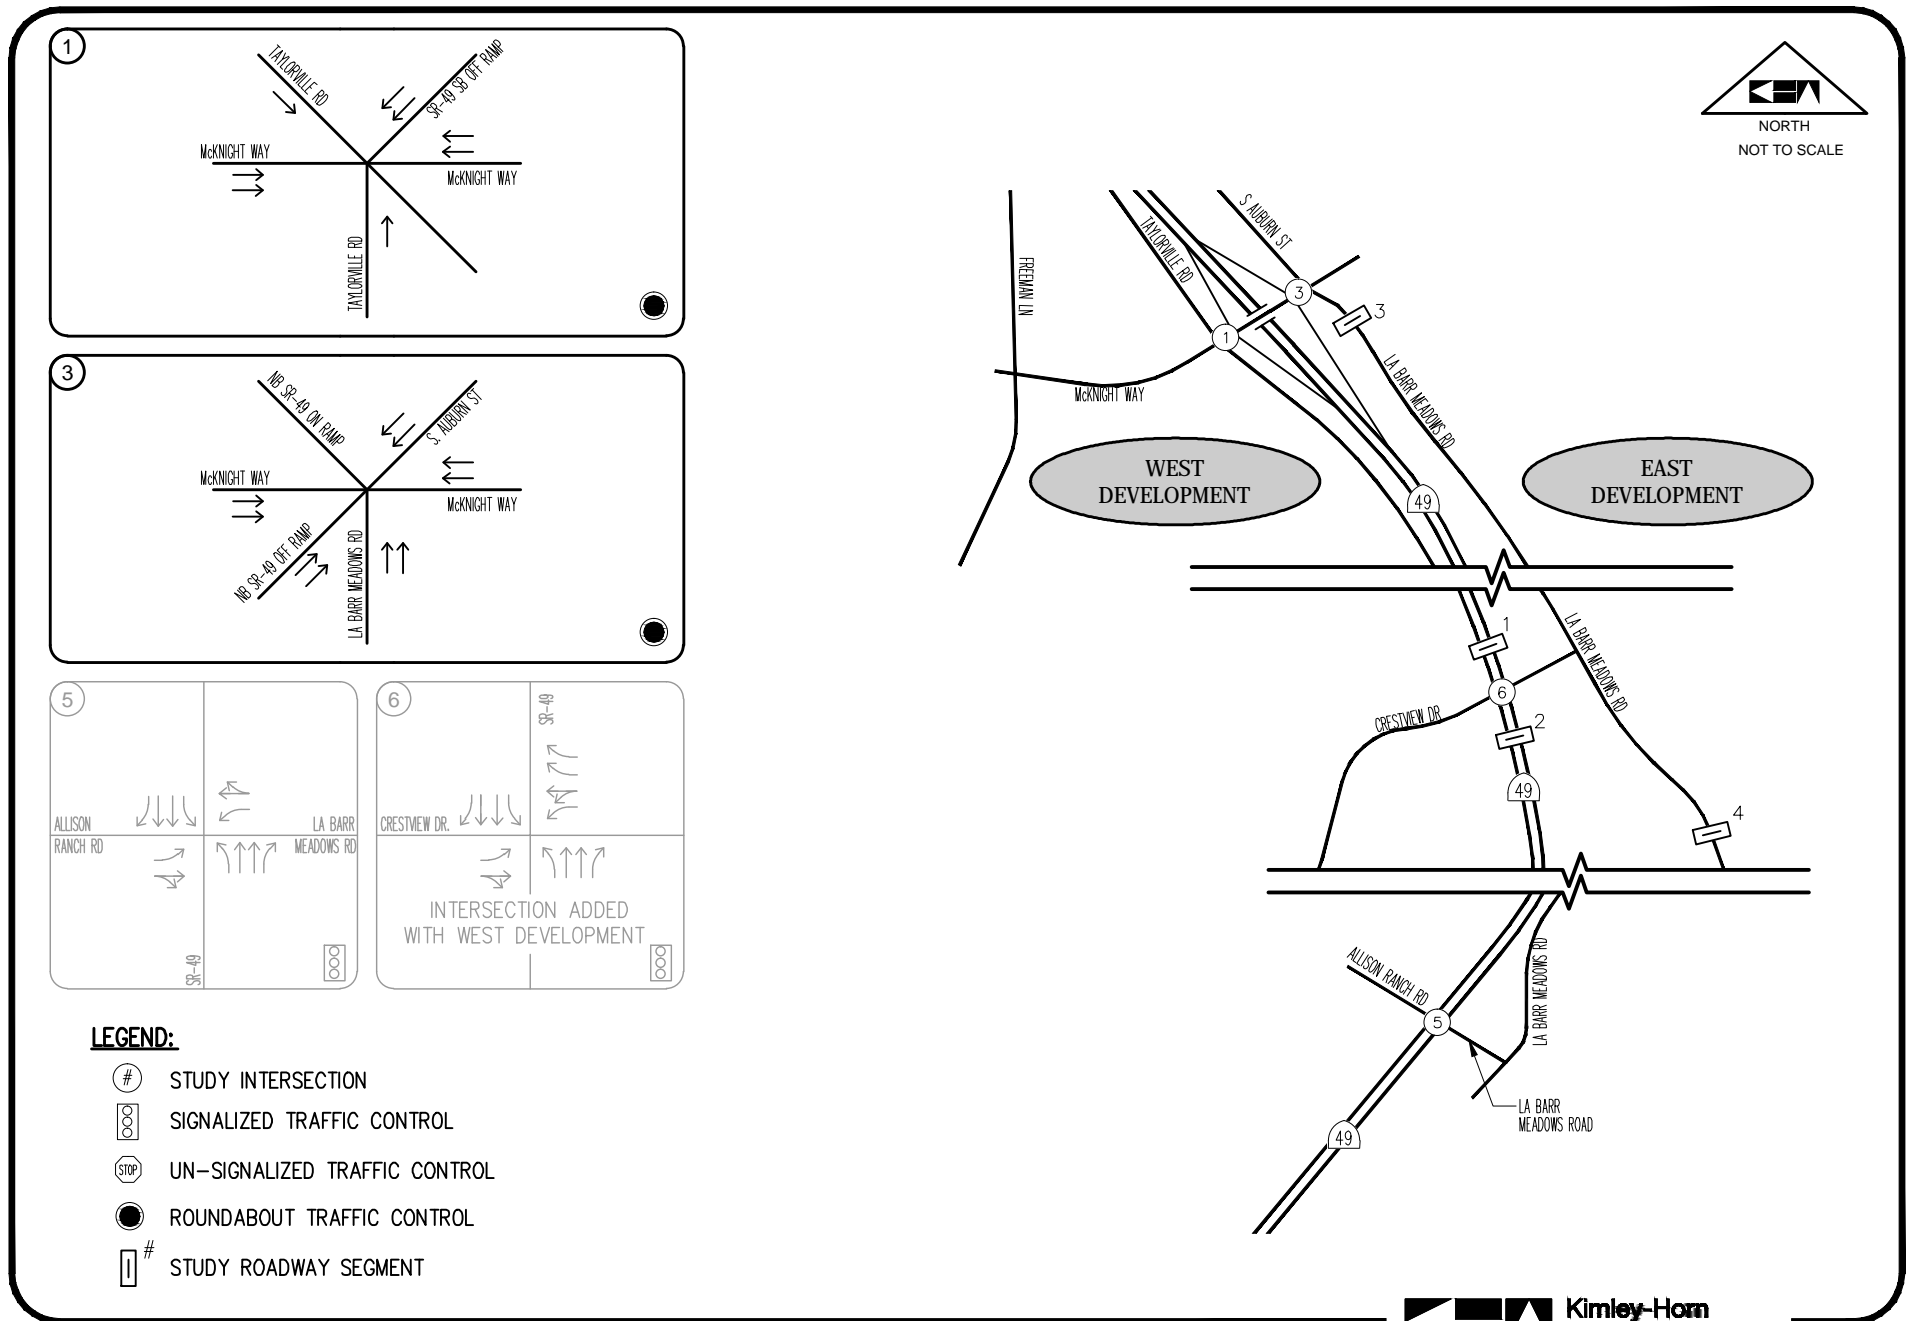 1
TAYLORVILLE RD
SR-49 SB OFF RAMP
McKNIGHT WAY
McKNIGHT WAY
TAYLORVILLE RD
3
NB SR-49 ON RAMP
S. AUBURN ST
McKNIGHT WAY
McKNIGHT WAY
NB SR-49 OFF RAMP
LA BARR MEADOWS RD
5
ALLISON
RANCH RD
LA BARR
MEADOWS RD
SR-49
6
SR-49
CRESTVIEW DR.
INTERSECTION ADDED
WITH WEST DEVELOPMENT
LEGEND:
# STUDY INTERSECTION
SIGNALIZED TRAFFIC CONTROL
STOP UN-SIGNALIZED TRAFFIC CONTROL
ROUNDABOUT TRAFFIC CONTROL
# STUDY ROADWAY SEGMENT
NORTH
NOT TO SCALE
S AUBURN ST
TAYLORVILLE RD
FREEMAN LN
3
3
1
McKNIGHT WAY
LA BARR MEADOWS RD
WEST
DEVELOPMENT
EAST
DEVELOPMENT
49
1
LA BARR MEADOWS RD
6
CRESTVIEW DR
2
49
4
ALLISON RANCH RD
LA BARR MEADOWS RD
5
LA BARR
MEADOWS ROAD
49
Kimley-Horn